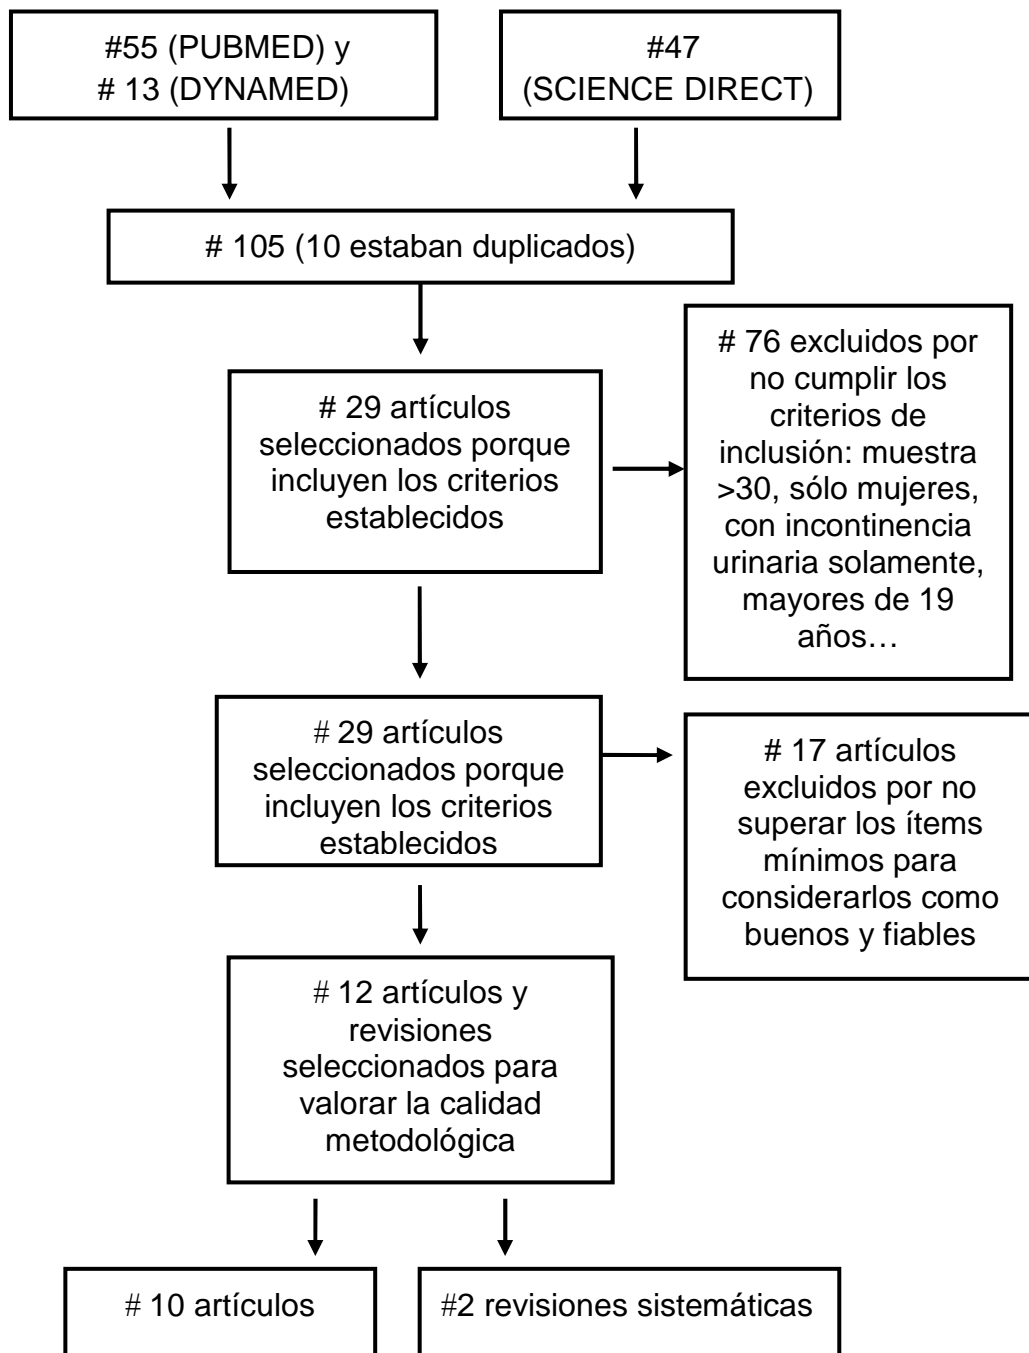 #55 (PUBMED) y
# 13 (DYNAMED)
#47
(SCIENCE DIRECT)
# 105 (10 estaban duplicados)
# 29 artículos
seleccionados porque
incluyen los criterios
establecidos
# 76 excluidos por
no cumplir los
criterios de
inclusión: muestra
>30, sólo mujeres,
con incontinencia
urinaria solamente,
mayores de 19
años…
# 29 artículos
seleccionados porque
incluyen los criterios
establecidos
# 17 artículos
excluidos por no
superar los ítems
mínimos para
considerarlos como
buenos y fiables
# 12 artículos y
revisiones
seleccionados para
valorar la calidad
metodológica
# 10 artículos
#2 revisiones sistemáticas